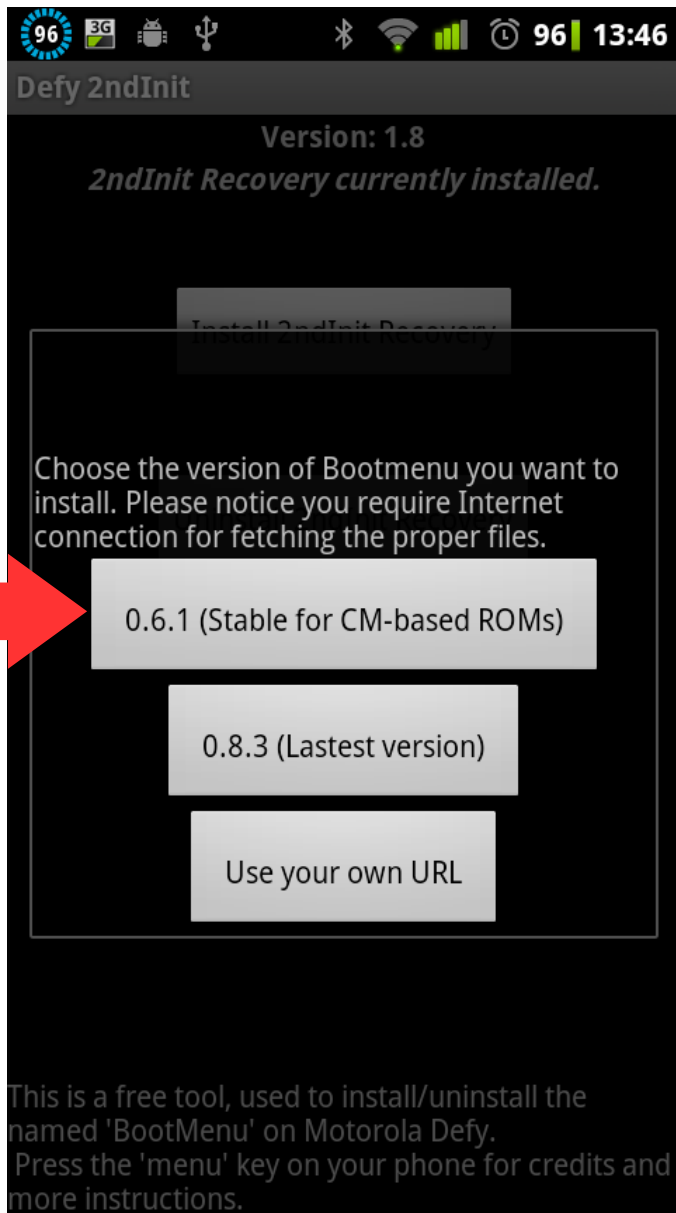 96 3G 96 13:46
Defy 2ndInit
Version: 1.8
2ndInit Recovery currently installed.
Install 2ndInit Recovery
Choose the version of Bootmenu you want to
install. Please notice you require Internet
connection for fetching the proper files.
0.6.1 (Stable for CM-based ROMs)
0.8.3 (Lastest version)
Use your own URL
This is a free tool, used to install/uninstall the
named 'BootMenu' on Motorola Defy.
Press the 'menu' key on your phone for credits and
more instructions.